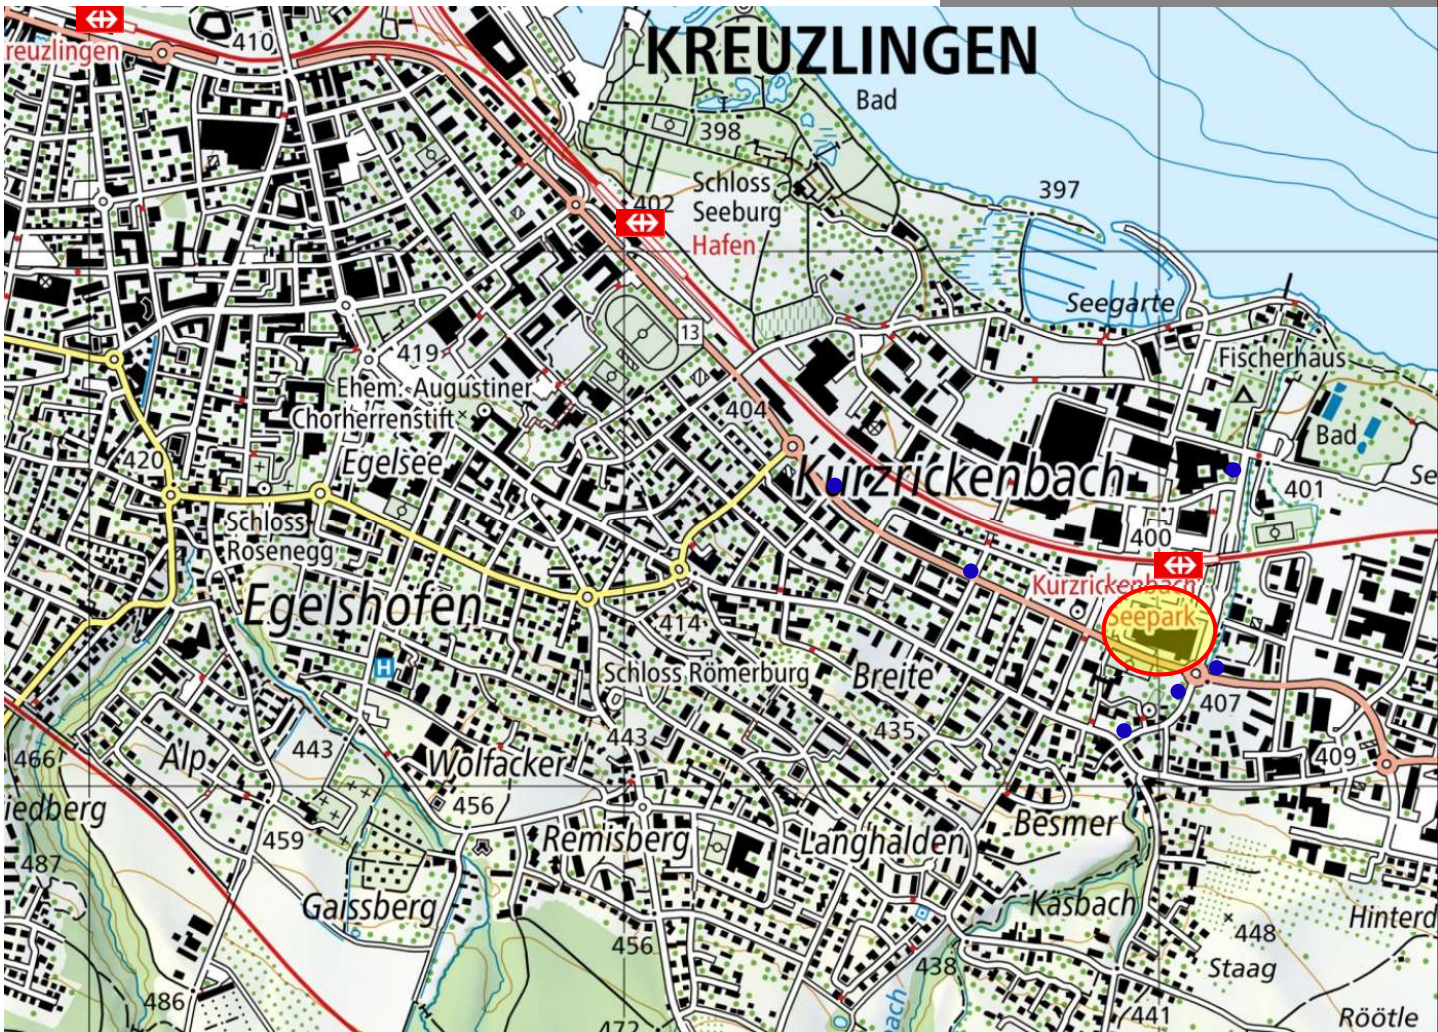 KREUZLINGEN
410
reuzlingen
Bad
398
Schloss
Seeburg
402
397
Hafen
Seegarte
13
419
Fischerhaus
Ehem. Augustiner
Chorherrenstift
404
Egelsee
420
Bad
Kurzrickenbach
Se
401
Schloss
Rosenegg
400
Kurzrickenbach
Seepark
Egelshofen
414
H
Schloss Römerburg
Breite
407
443
443
435
466
Alp
Wolfacker
409
iedberg
456
Remisberg
Langhalden
Besmer
459
487
Gaissberg
Käsbach
Hinterd
448
456
438
Staag
486
ach
441
Röötle
472